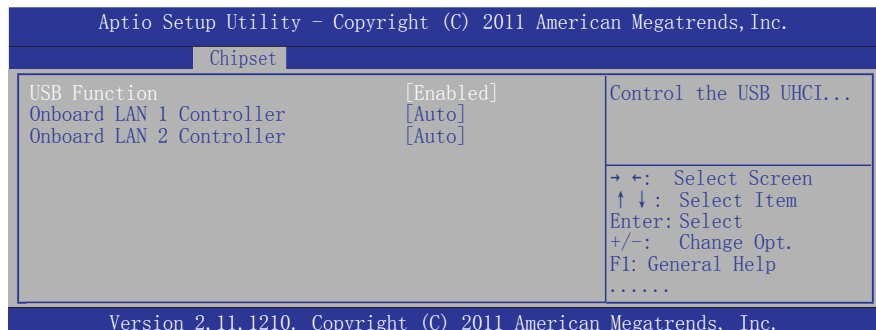 Aptio Setup Utility - Copyright (C) 2011 American Megatrends,Inc.
Chipset
USB Function [Enabled]
Onboard LAN 1 Controller [Auto]
Onboard LAN 2 Controller [Auto]
Control the USB UHCI...
→ ←: Select Screen
↑ ↓: Select Item
Enter: Select
+/-: Change Opt.
F1: General Help
......
Version 2.11.1210. Copyright (C) 2011 American Megatrends, Inc.